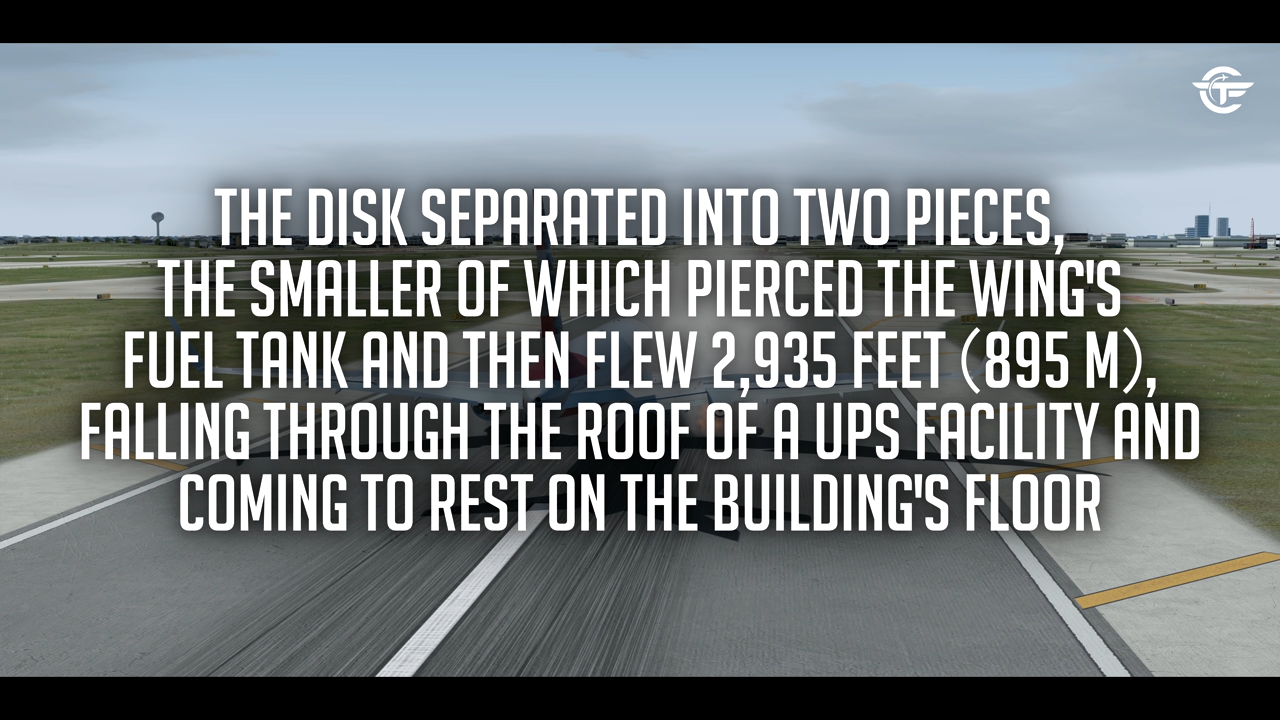 THE DISK SEPARATED INTO TWO PIECES,
THE SMALLER OF WHICH PIERCED THE WING'S
FUEL TANK AND THEN FLEW 2,935 FEET (895 M),
FALLING THROUGH THE ROOF OF A UPS FACILITY AND
COMING TO REST ON THE BUILDING'S FLOOR